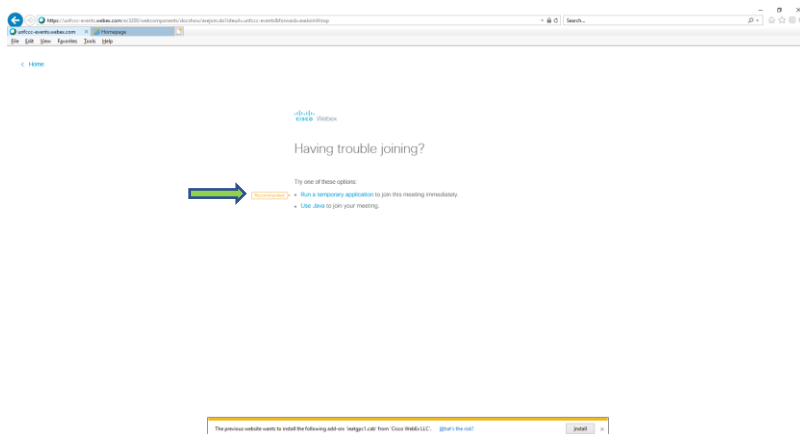 unfccc-events.webex.com
Homepage
Search...
File Edit View Favorites Tools Help
Home
CISCO Webex
Having trouble joining?
Try one of these options:
Recommended
Run a temporary application to join this meeting immediately.
Use Java to join your meeting.
The previous website wants to install the following add-on: 'ieatgpc1.cab' from 'Cisco WebEx LLC'. What's the risk? Install